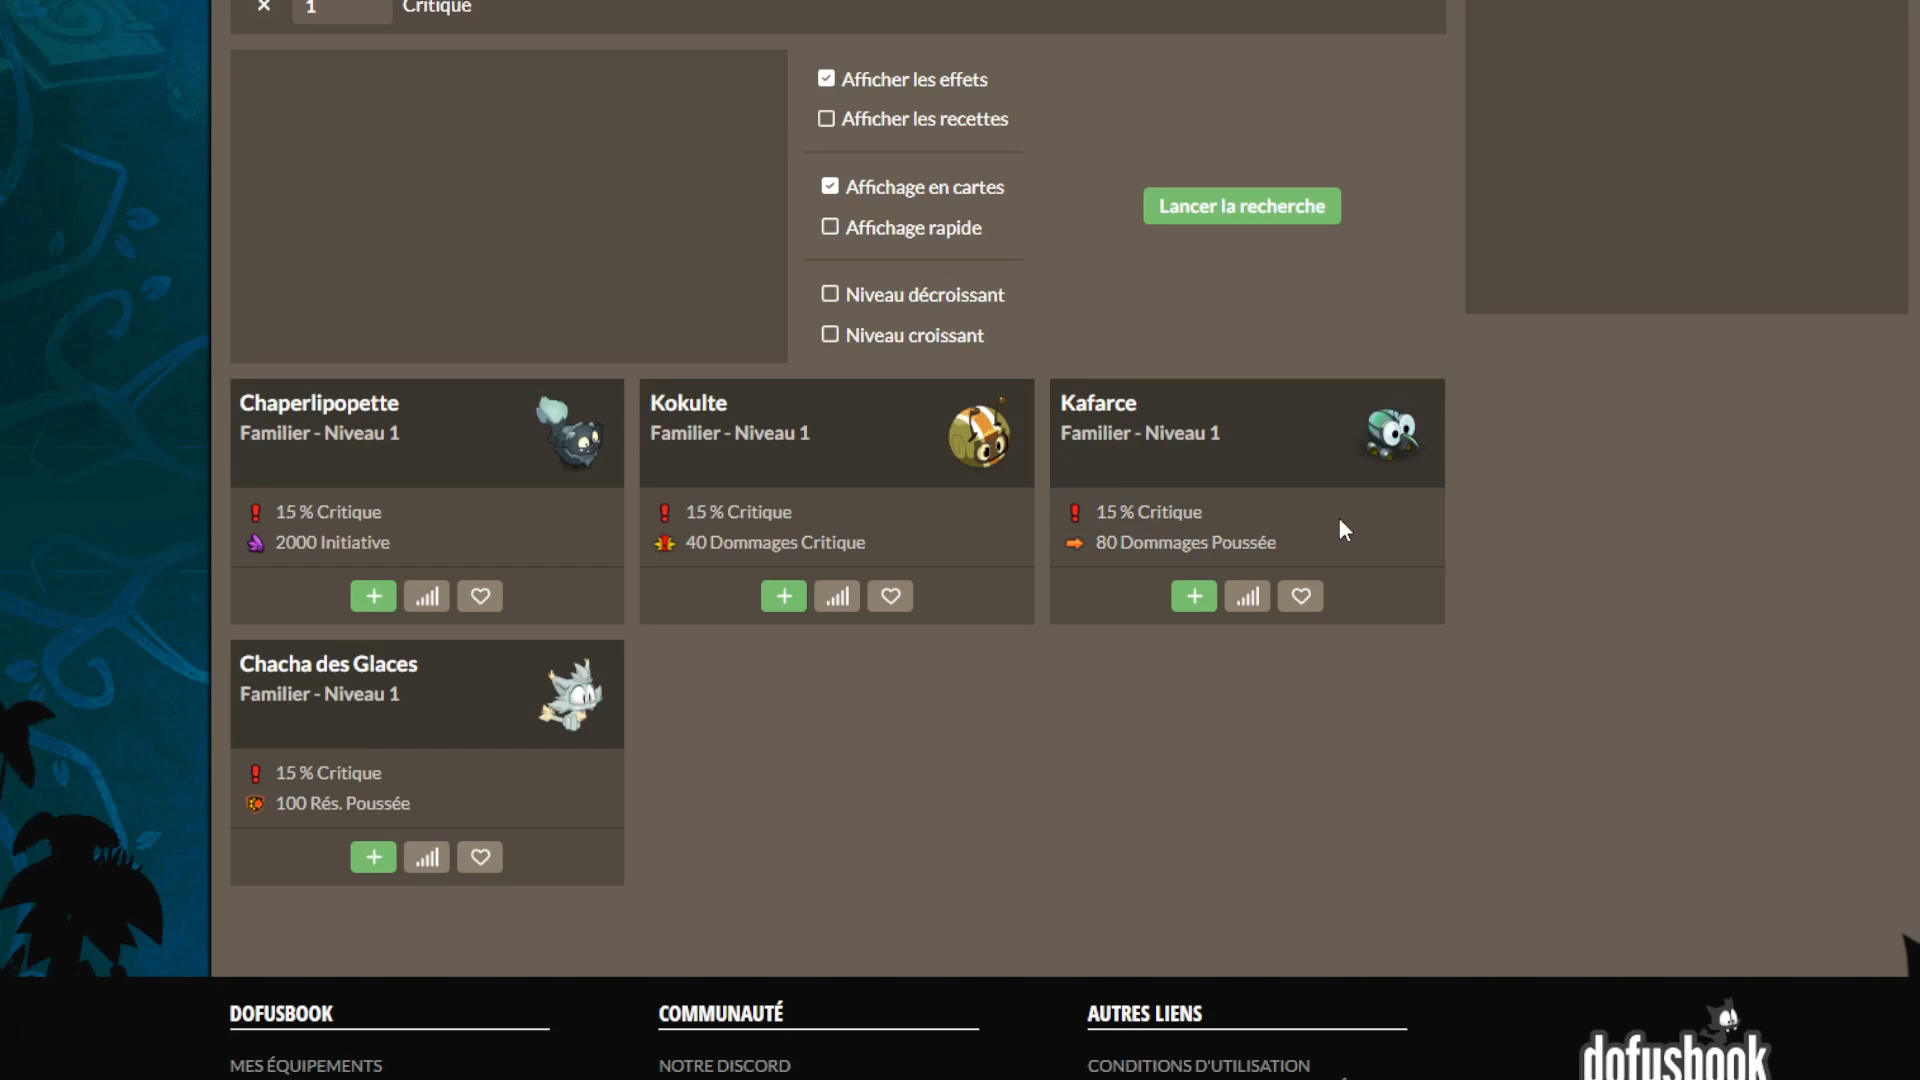 1 Critique
Afficher les effets
Afficher les recettes
Affichage en cartes
Affichage rapide
Lancer la recherche
Niveau décroissant
Niveau croissant
Chaperlipopette
Familier - Niveau 1
15 % Critique
2000 Initiative
Kokulte
Familier - Niveau 1
15 % Critique
40 Dommages Critique
Kafarce
Familier - Niveau 1
15 % Critique
80 Dommages Poussée
Chacha des Glaces
Familier - Niveau 1
15 % Critique
100 Rés. Poussée
DOFUSBOOK
MES ÉQUIPEMENTS
COMMUNAUTÉ
NOTRE DISCORD
AUTRES LIENS
CONDITIONS D'UTILISATION
dofusbook